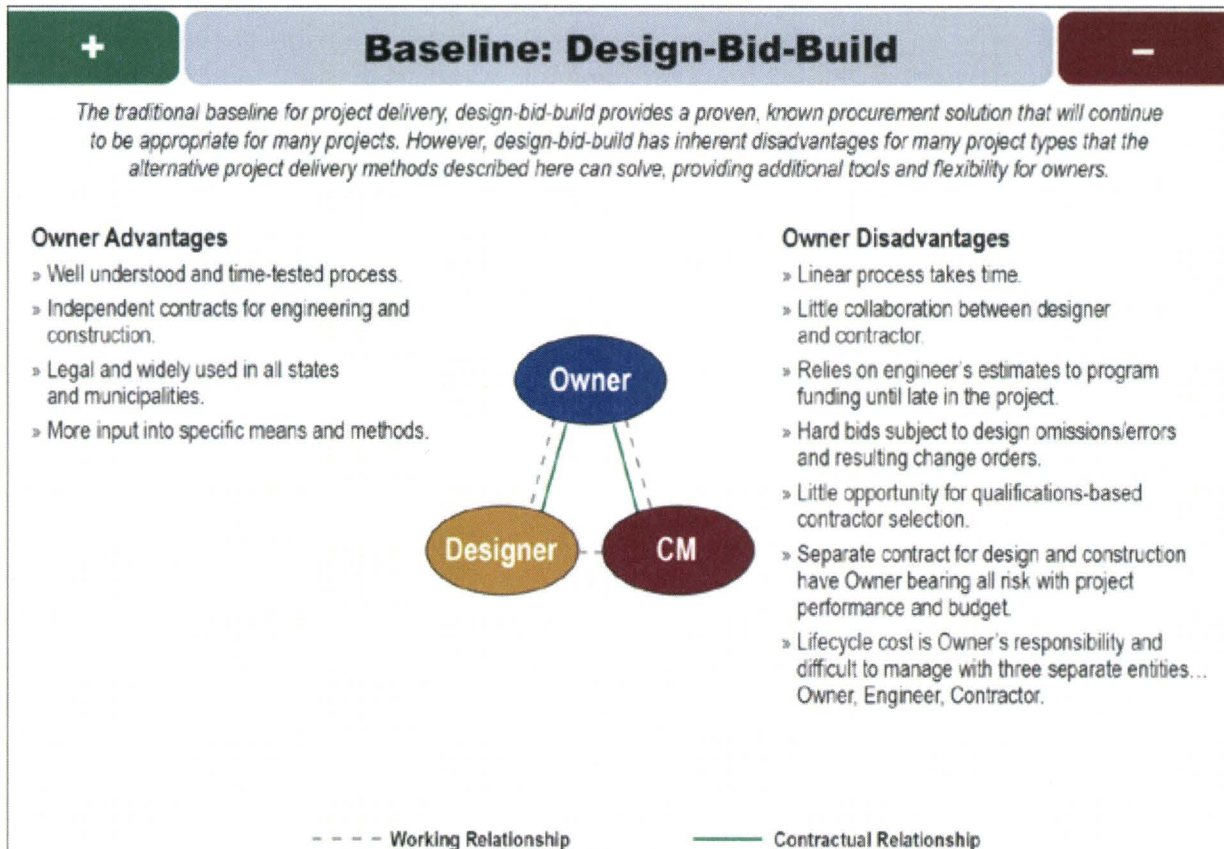 +
Baseline: Design-Bid-Build
–
The traditional baseline for project delivery, design-bid-build provides a proven, known procurement solution that will continue
to be appropriate for many projects. However, design-bid-build has inherent disadvantages for many project types that the
alternative project delivery methods described here can solve, providing additional tools and flexibility for owners.
Owner Advantages
» Well understood and time-tested process.
» Independent contracts for engineering and
construction.
» Legal and widely used in all states
and municipalities.
» More input into specific means and methods.
Owner
Designer
CM
Owner Disadvantages
» Linear process takes time.
» Little collaboration between designer
and contractor.
» Relies on engineer's estimates to program
funding until late in the project.
» Hard bids subject to design omissions/errors
and resulting change orders.
» Little opportunity for qualifications-based
contractor selection.
» Separate contract for design and construction
have Owner bearing all risk with project
performance and budget.
» Lifecycle cost is Owner's responsibility and
difficult to manage with three separate entities…
Owner, Engineer, Contractor.
Working Relationship
Contractual Relationship